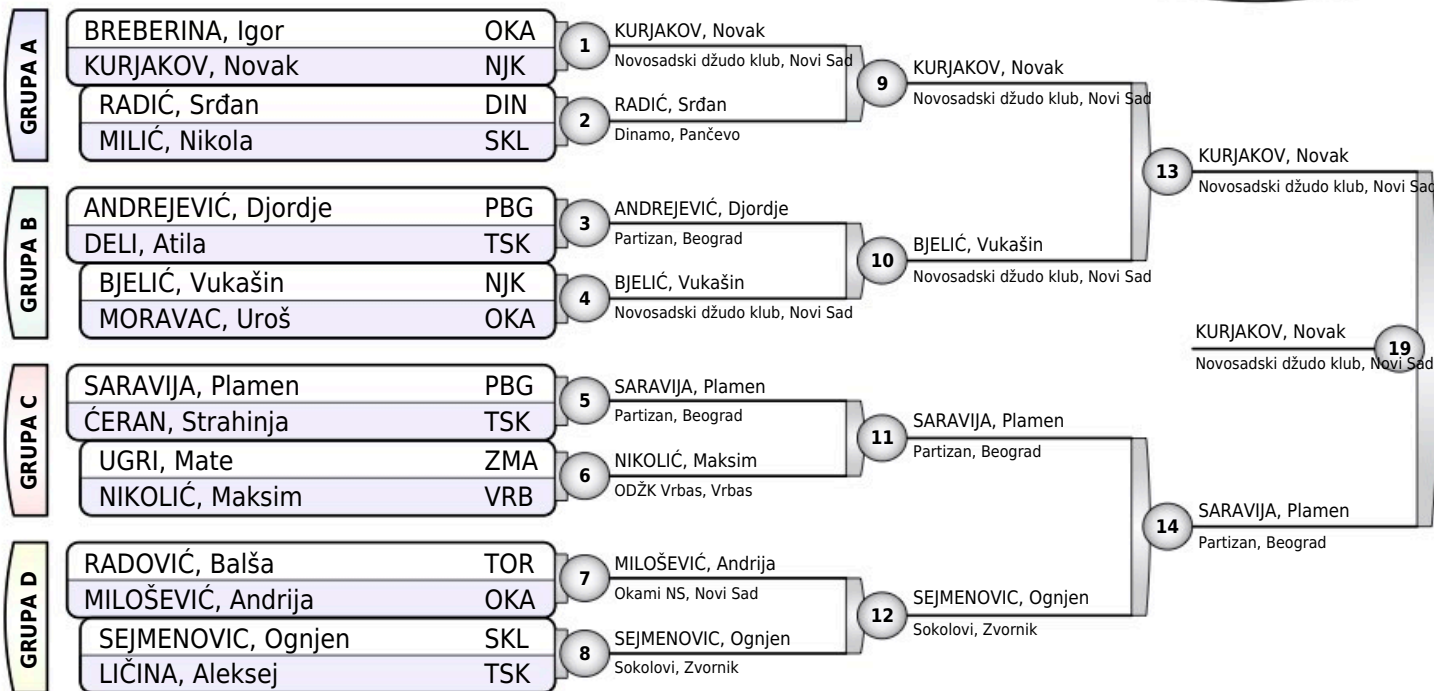 GRUPA A
BREBERINA, Igor OKA
KURJAKOV, Novak NJK
RADIĆ, Srđan DIN
MILIĆ, Nikola SKL
GRUPA B
ANDREJEVIĆ, Djordje PBG
DELI, Atila TSK
BJELIĆ, Vukašin NJK
MORAVAC, Uroš OKA
GRUPA C
SARAVIJA, Plamen PBG
ĆERAN, Strahinja TSK
UGRI, Mate ZMA
NIKOLIĆ, Maksim VRB
GRUPA D
RADOVIĆ, Balša TOR
MILOŠEVIĆ, Andrija OKA
SEJMENOVIC, Ognjen SKL
LIČINA, Aleksej TSK
1
KURJAKOV, Novak
Novosadski džudo klub, Novi Sad
2
RADIĆ, Srđan
Dinamo, Pančevo
3
ANDREJEVIĆ, Djordje
Partizan, Beograd
4
BJELIĆ, Vukašin
Novosadski džudo klub, Novi Sad
5
SARAVIJA, Plamen
Partizan, Beograd
6
NIKOLIĆ, Maksim
ODŽK Vrbas, Vrbas
7
MILOŠEVIĆ, Andrija
Okami NS, Novi Sad
8
SEJMENOVIC, Ognjen
Sokolovi, Zvornik
9
KURJAKOV, Novak
Novosadski džudo klub, Novi Sad
10
BJELIĆ, Vukašin
Novosadski džudo klub, Novi Sad
11
SARAVIJA, Plamen
Partizan, Beograd
12
SEJMENOVIC, Ognjen
Sokolovi, Zvornik
13
KURJAKOV, Novak
Novosadski džudo klub, Novi Sad
14
SARAVIJA, Plamen
Partizan, Beograd
KURJAKOV, Novak
Novosadski džudo klub, Novi Sad
19